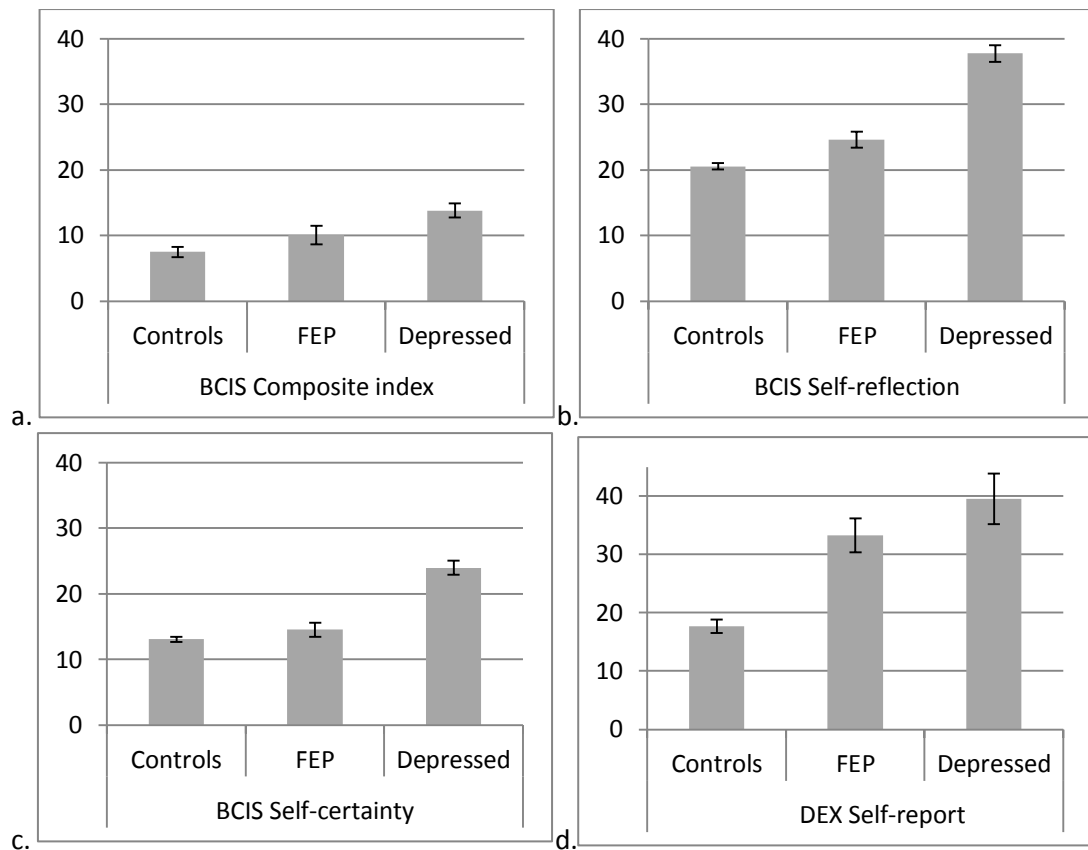 40
30
20
10
0
Controls FEP Depressed
BCIS Composite index
a.
40
30
20
10
0
Controls FEP Depressed
BCIS Self-reflection
b.
40
30
20
10
0
Controls FEP Depressed
BCIS Self-certainty
c.
40
30
20
10
0
Controls FEP Depressed
DEX Self-report
d.